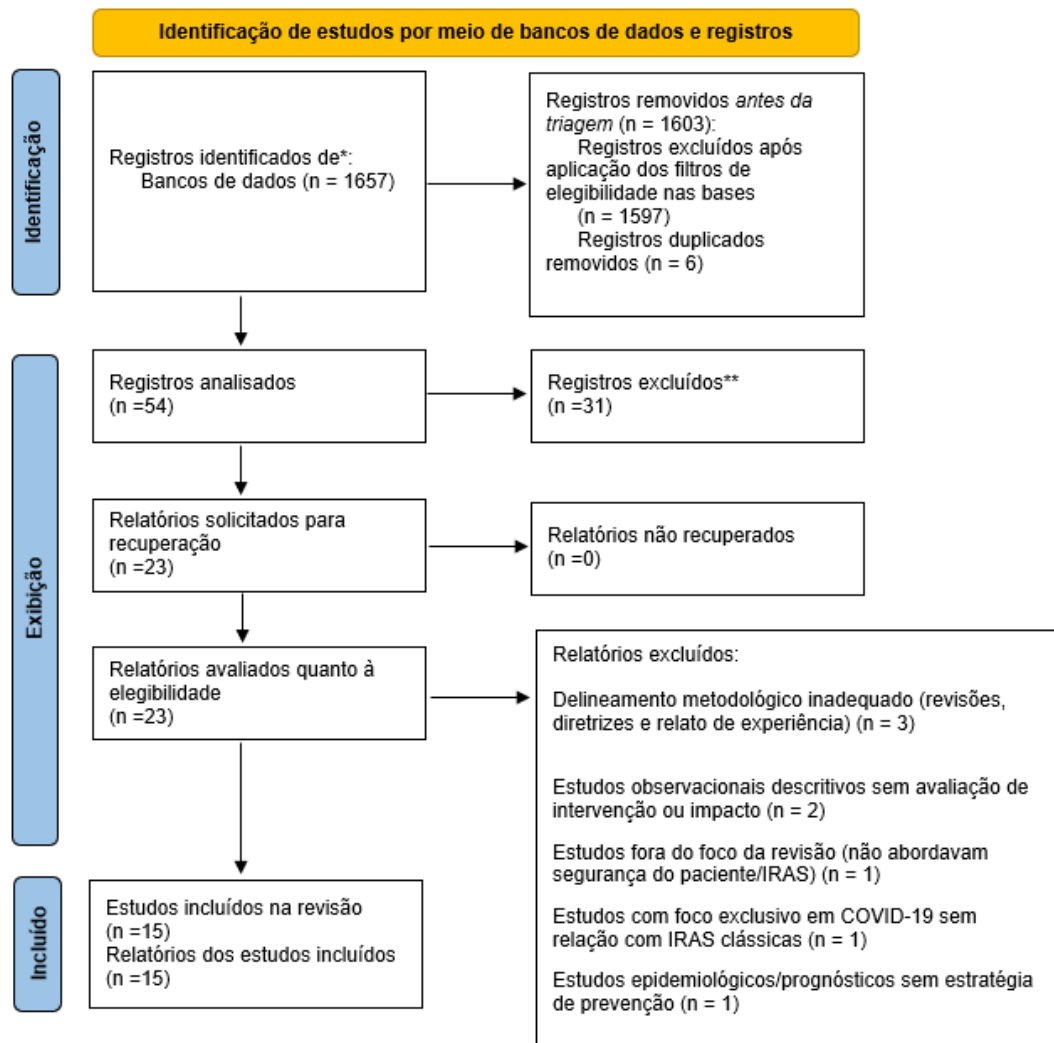 Identificação de estudos por meio de bancos de dados e registros
Identificação
Registros identificados de*:
Bancos de dados (n = 1657)
Registros removidos antes da
triagem (n = 1603):
Registros excluídos após
aplicação dos filtros de
elegibilidade nas bases
(n = 1597)
Registros duplicados
removidos (n = 6)
Exibição
Registros analisados
(n =54)
Registros excluídos**
(n =31)
Relatórios solicitados para
recuperação
(n =23)
Relatórios não recuperados
(n =0)
Relatórios avaliados quanto à
elegibilidade
(n =23)
Relatórios excluídos:
Delineamento metodológico inadequado (revisões,
diretrizes e relato de experiência) (n = 3)
Estudos observacionais descritivos sem avaliação de
intervenção ou impacto (n = 2)
Estudos fora do foco da revisão (não abordavam
segurança do paciente/IRAS) (n = 1)
Estudos com foco exclusivo em COVID-19 sem
relação com IRAS clássicas (n = 1)
Estudos epidemiológicos/prognósticos sem estratégia
de prevenção (n = 1)
Incluído
Estudos incluídos na revisão
(n =15)
Relatórios dos estudos incluídos
(n =15)